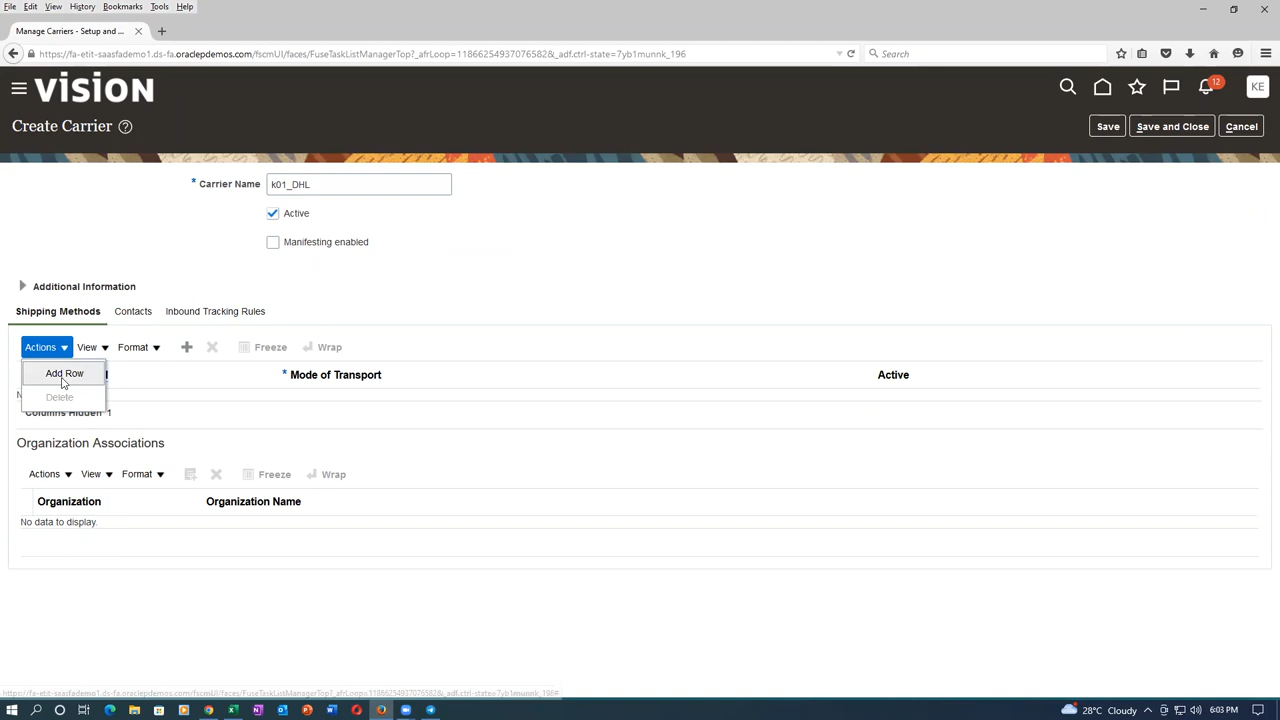 File Edit View History Bookmarks Tools Help
Manage Carriers - Setup and ...
https://fa-etit-saasfademo1.ds-fa.oraclepdemos.com/fscmUI/faces/FuseTaskListManagerTop?_afrLoop=11866254937076582&_adf.ctrl-state=7yb1munnk_196
Search
VISION
12
KE
Create Carrier
Save
Save and Close
Cancel
* Carrier Name k01_DHL
Active
Manifesting enabled
Additional Information
Shipping Methods Contacts Inbound Tracking Rules
Actions View Format Freeze Wrap
Add Row
Delete
* Mode of Transport Active
Columns Hidden 1
Organization Associations
Actions View Format Freeze Wrap
Organization Organization Name
No data to display.
https://fa-etit-saasfademo1.ds-fa.oraclepdemos.com/fscmUI/faces/FuseTaskListManagerTop?_afrLoop=11866254937076582&_adf.ctrl-state=7yb1munnk_196#
28°C Cloudy 6:03 PM